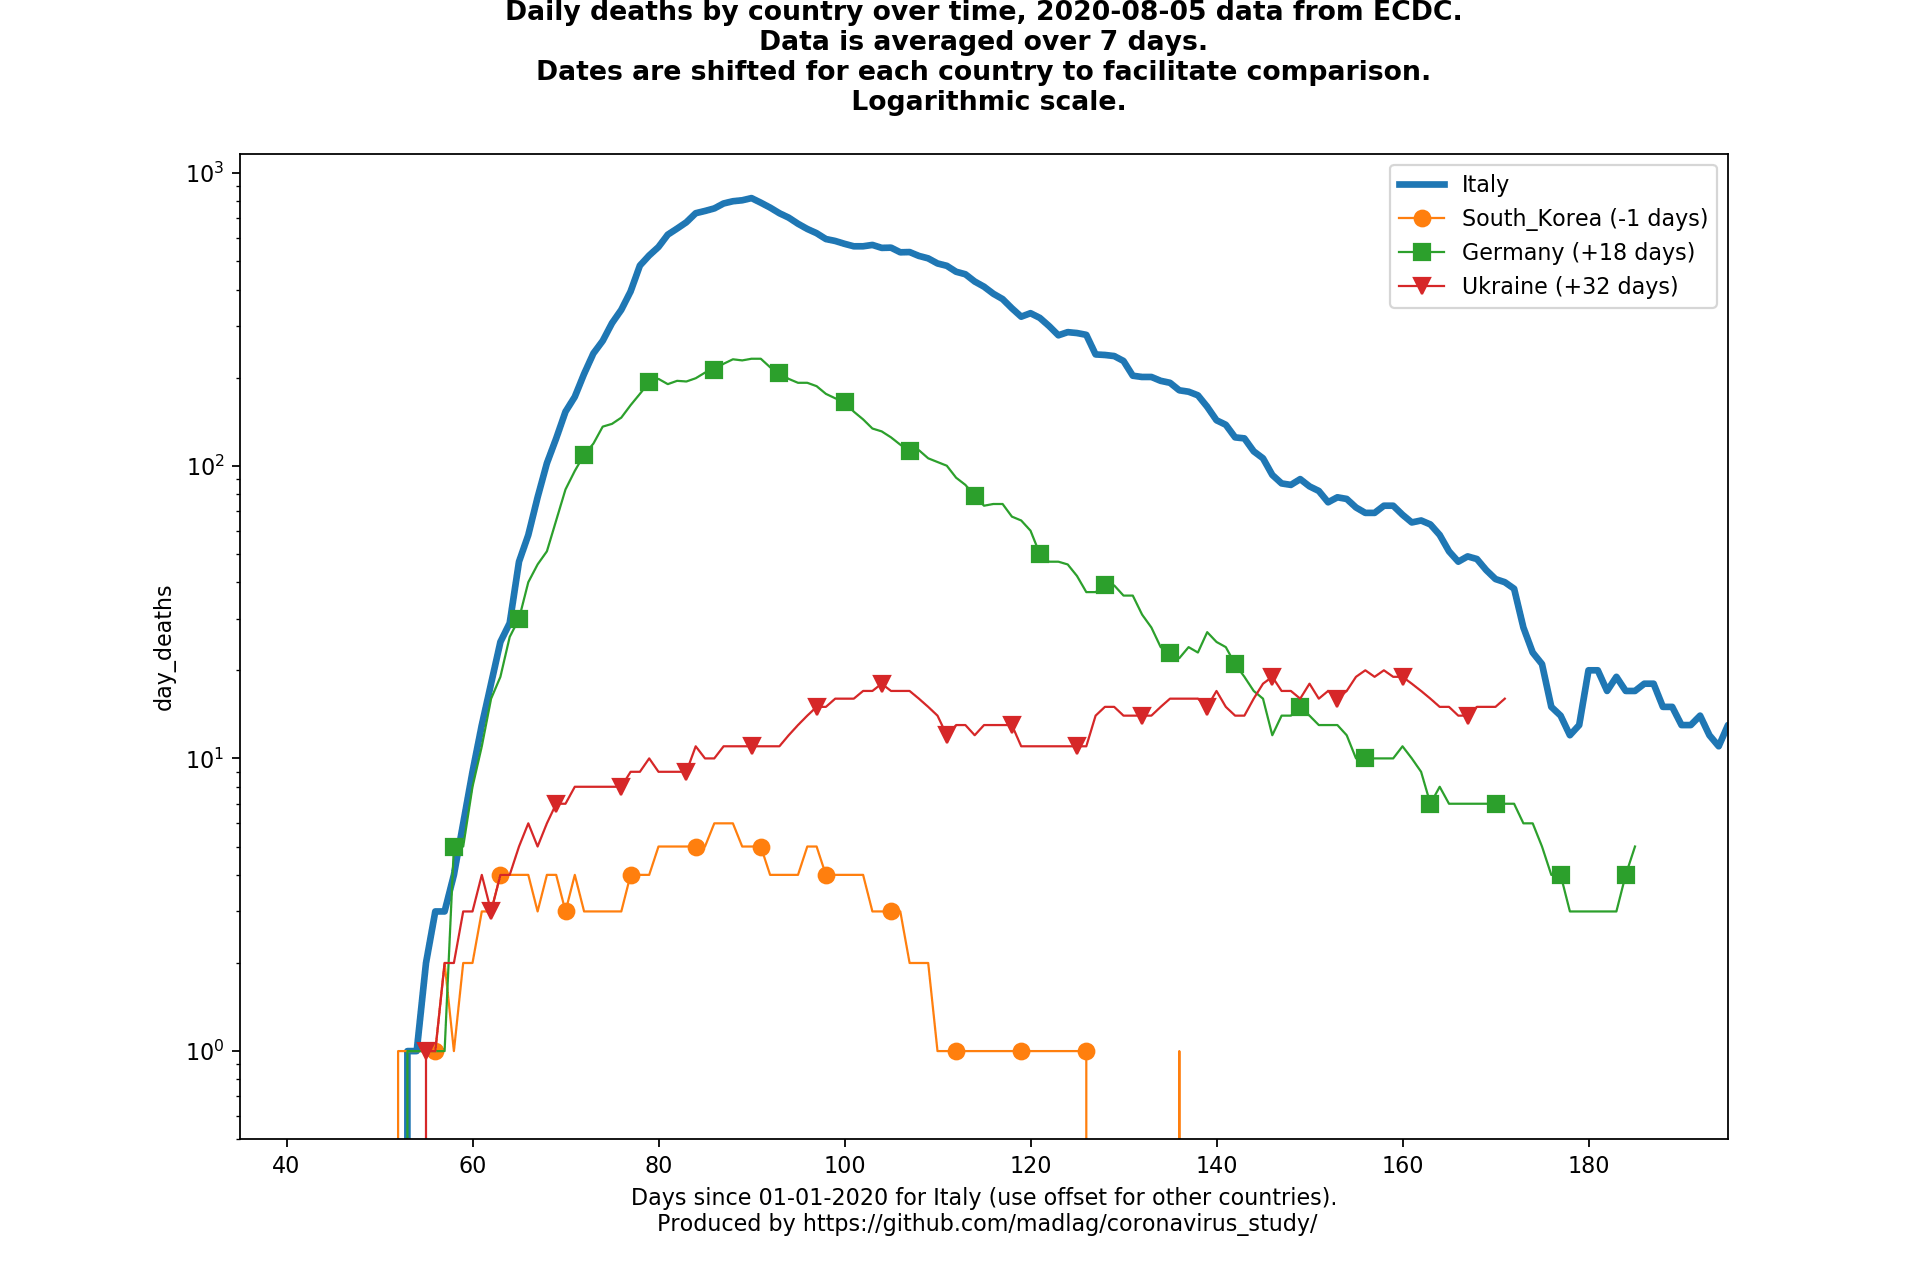 Daily deaths by country over time, 2020-08-05 data from ECDC.
Data is averaged over 7 days.
Dates are shifted for each country to facilitate comparison.
Logarithmic scale.
10³
10²
10¹
10⁰
day_deaths
Italy
South_Korea (-1 days)
Germany (+18 days)
Ukraine (+32 days)
40 60 80 100 120 140 160 180
Days since 01-01-2020 for Italy (use offset for other countries).
Produced by https://github.com/madlag/coronavirus_study/